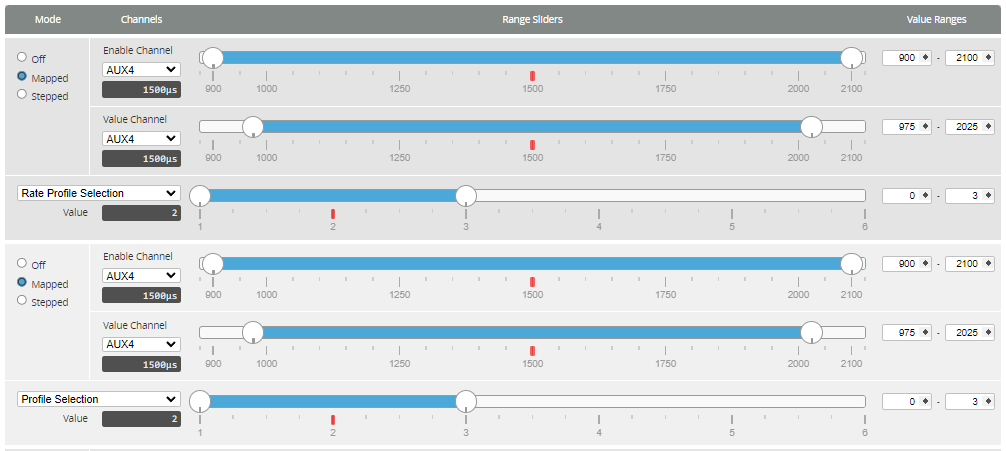 Mode Channels Range Sliders Value Ranges
Off
Mapped
Stepped
Enable Channel
AUX4
1500µs
900 1000 1250 1500 1750 2000 2100
900 - 2100
Value Channel
AUX4
1500µs
900 1000 1250 1500 1750 2000 2100
975 - 2025
Rate Profile Selection
Value 2
1 2 3 4 5 6
0 - 3
Off
Mapped
Stepped
Enable Channel
AUX4
1500µs
900 1000 1250 1500 1750 2000 2100
900 - 2100
Value Channel
AUX4
1500µs
900 1000 1250 1500 1750 2000 2100
975 - 2025
Profile Selection
Value 2
1 2 3 4 5 6
0 - 3